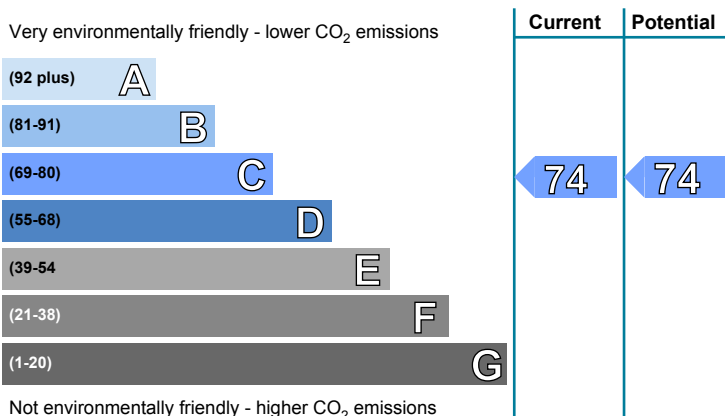 Very environmentally friendly - lower CO₂ emissions
Current Potential
(92 plus) A
(81-91) B
(69-80) C 74 74
(55-68) D
(39-54 E
(21-38) F
(1-20) G
Not environmentally friendly - higher CO₂ emissions